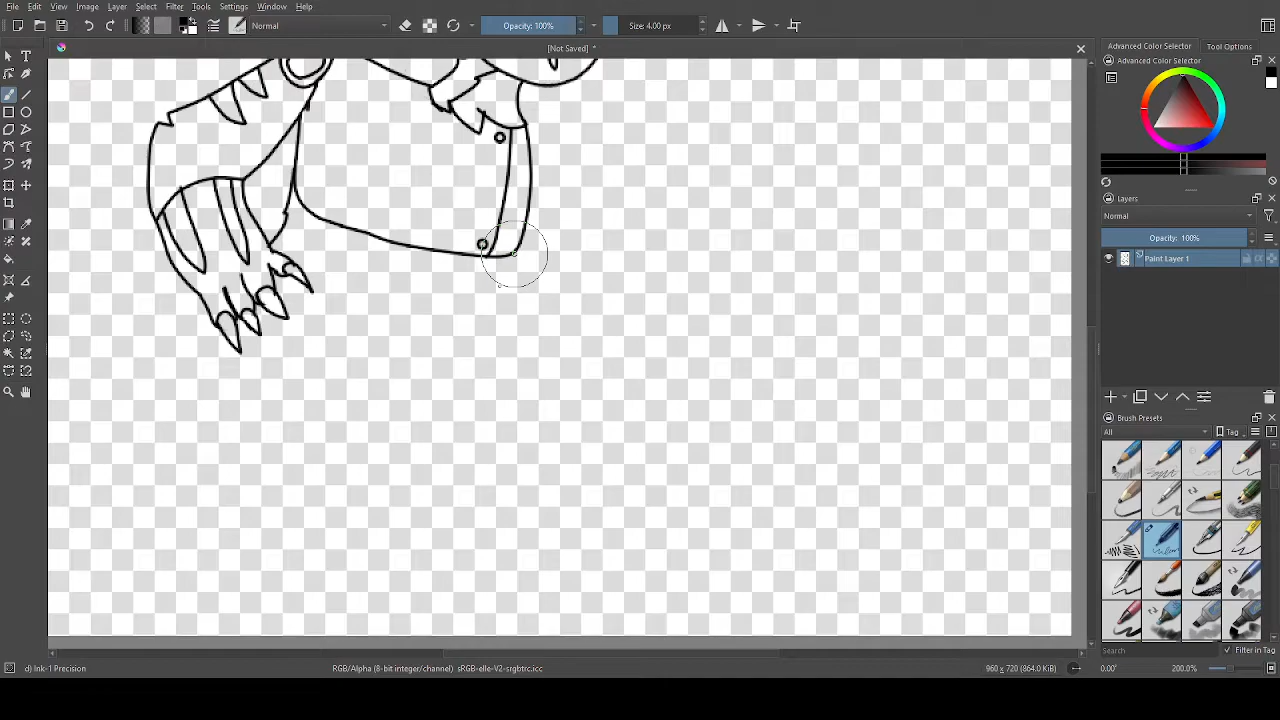 File Edit View Image Layer Select Filter Tools Settings Window Help
Normal
Opacity: 100%
Size: 4.00 px
[Not Saved] *
Advanced Color Selector
Tool Options
Advanced Color Selector
Layers
Normal
Opacity: 100%
Paint Layer 1
Brush Presets
All
Tag
Search
Filter in Tag
d) Ink-1 Precision
RGB/Alpha (8-bit integer/channel) sRGB-elle-V2-srgbtrc.icc
960 x 720 (864.0 KiB)
0.00°
200.0%